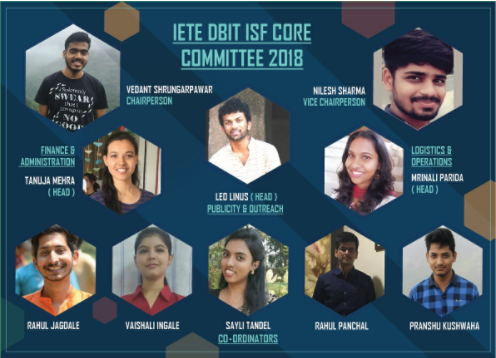 IETE DBIT ISF CORE
COMMITTEE 2018
VEDANT SHRUNGARPAWAR
CHAIRPERSON
NILESH SHARMA
VICE CHAIRPERSON
FINANCE &
ADMINISTRATION
TANUJA MEHRA
( HEAD )
LEO LINUS ( HEAD )
PUBLICITY & OUTREACH
LOGISTICS &
OPERATIONS
MRINALI PARIDA
( HEAD )
RAHUL JAGDALE
VAISHALI INGALE
SAYLI TANDEL
RAHUL PANCHAL
PRANSHU KUSHWAHA
CO-ORDINATORS